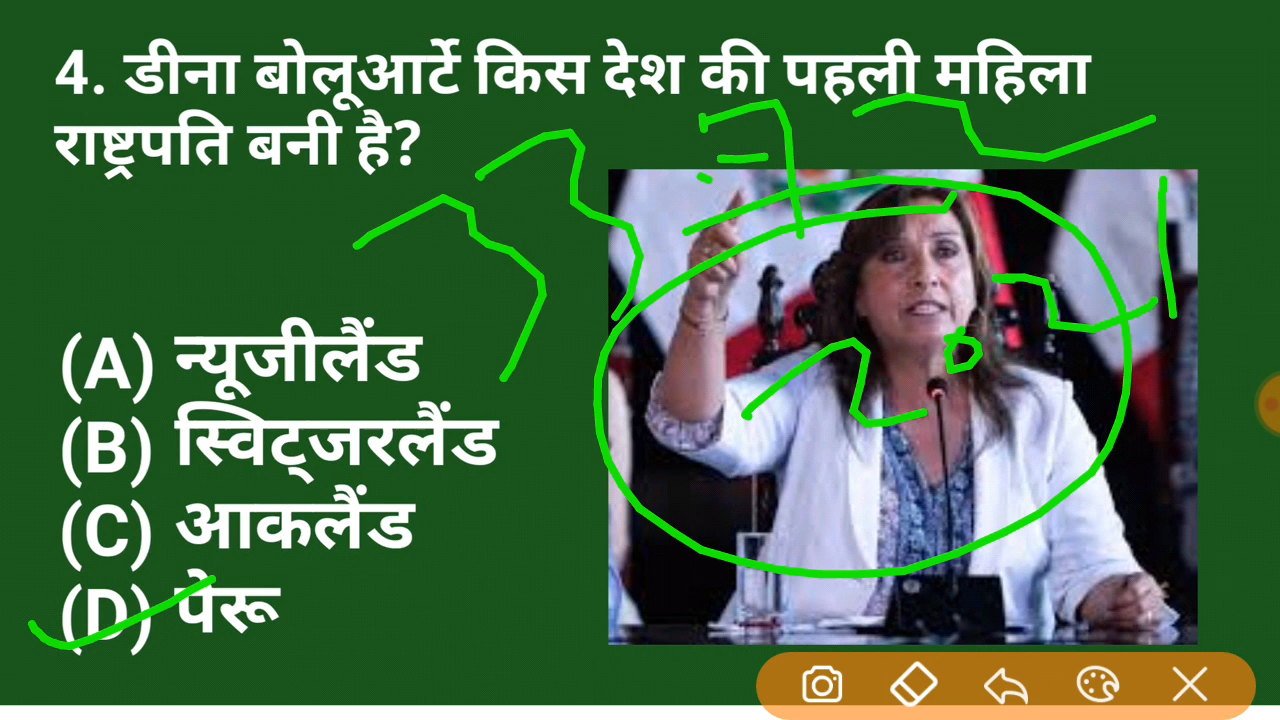 4. डीना बोलूआर्टे किस देश की पहली महिला
राष्ट्रपति बनी है?
(A) न्यूजीलैंड
(B) स्विट्जरलैंड
(C) आकलैंड
(D) पेरू